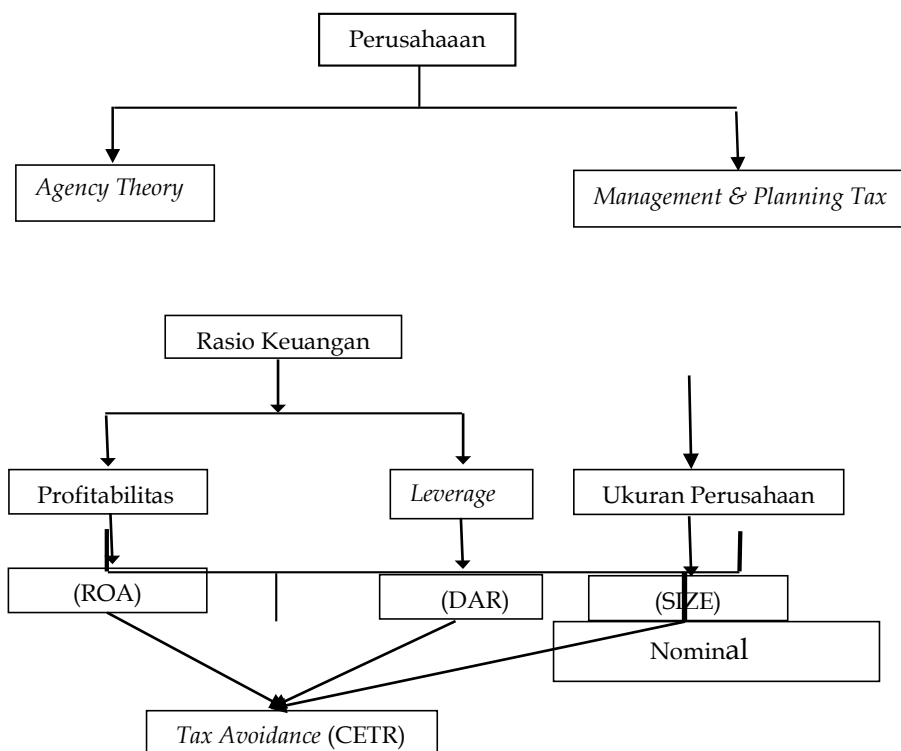 Perusahaaan
Agency Theory
Management & Planning Tax
Rasio Keuangan
Profitabilitas
Leverage
Ukuran Perusahaan
(ROA)
(DAR)
(SIZE)
Nominal
Tax Avoidance (CETR)